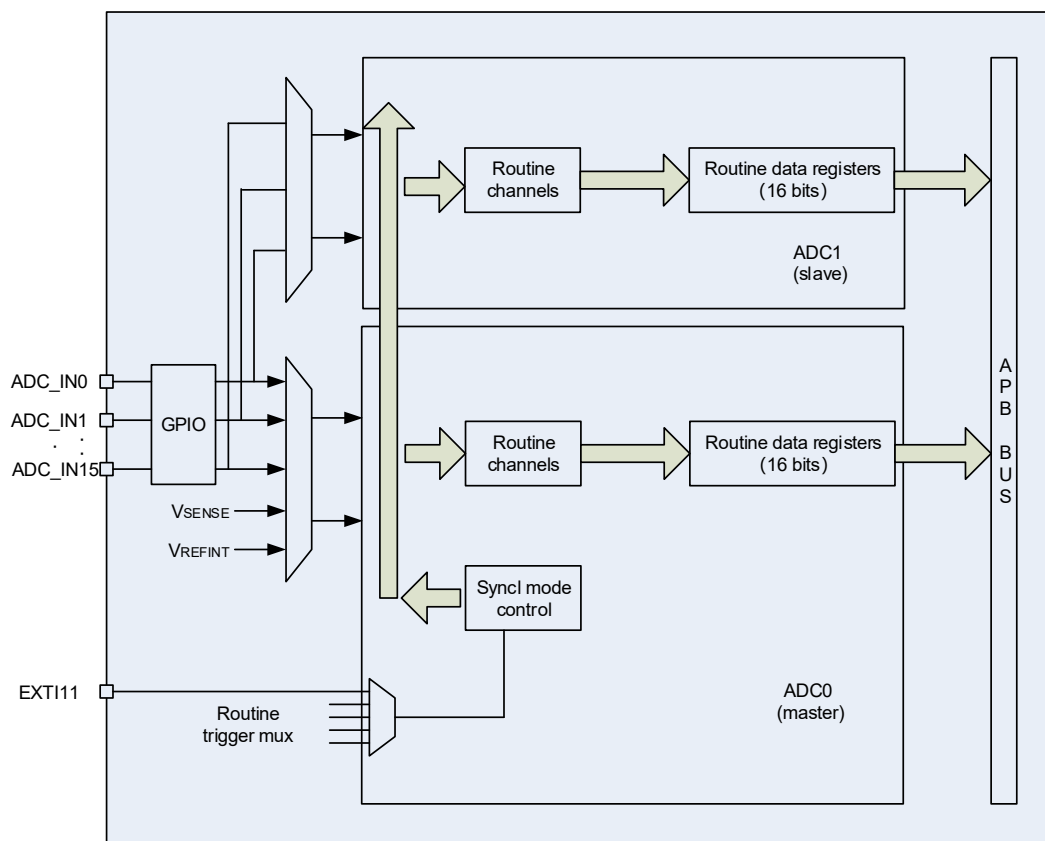 Routine
channels
Routine data registers
(16 bits)
ADC1
(slave)
ADC_IN0
ADC_IN1
. .
. .
ADC_IN15
GPIO
VSENSE
VREFINT
Routine
channels
Routine data registers
(16 bits)
SyncI mode
control
EXTI11
Routine
trigger mux
ADC0
(master)
A
P
B
B
U
S